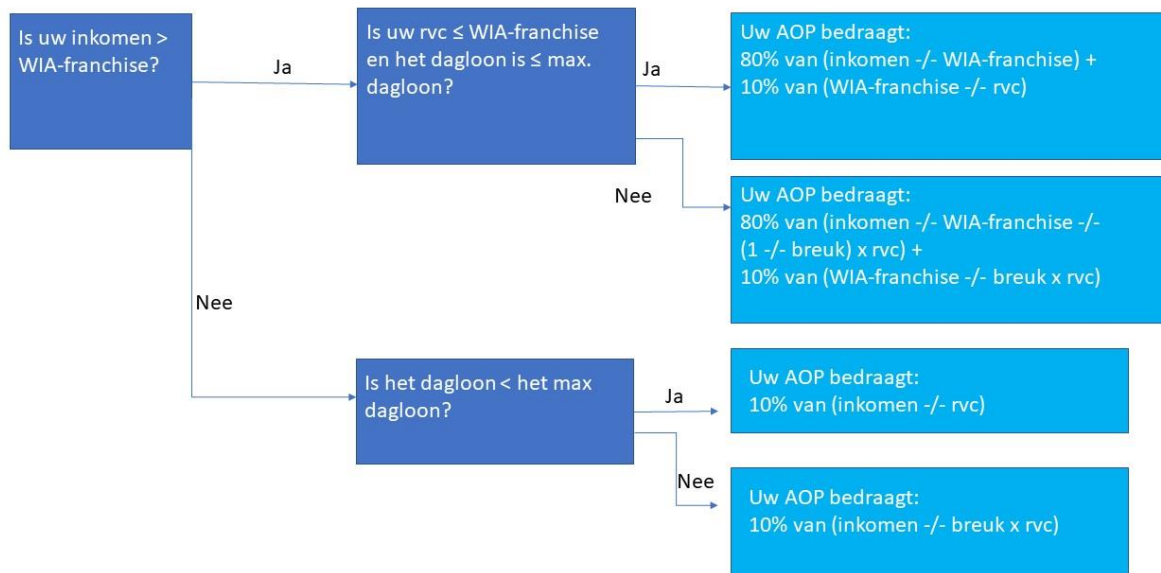 Is uw inkomen >
WIA-franchise?
Ja
Is uw rvc ≤ WIA-franchise
en het dagloon is ≤ max.
dagloon?
Ja
Uw AOP bedraagt:
80% van (inkomen -/- WIA-franchise) +
10% van (WIA-franchise -/- rvc)
Nee
Uw AOP bedraagt:
80% van (inkomen -/- WIA-franchise -/-
(1 -/- breuk) x rvc) +
10% van (WIA-franchise -/- breuk x rvc)
Nee
Is het dagloon < het max
dagloon?
Ja
Uw AOP bedraagt:
10% van (inkomen -/- rvc)
Nee
Uw AOP bedraagt:
10% van (inkomen -/- breuk x rvc)